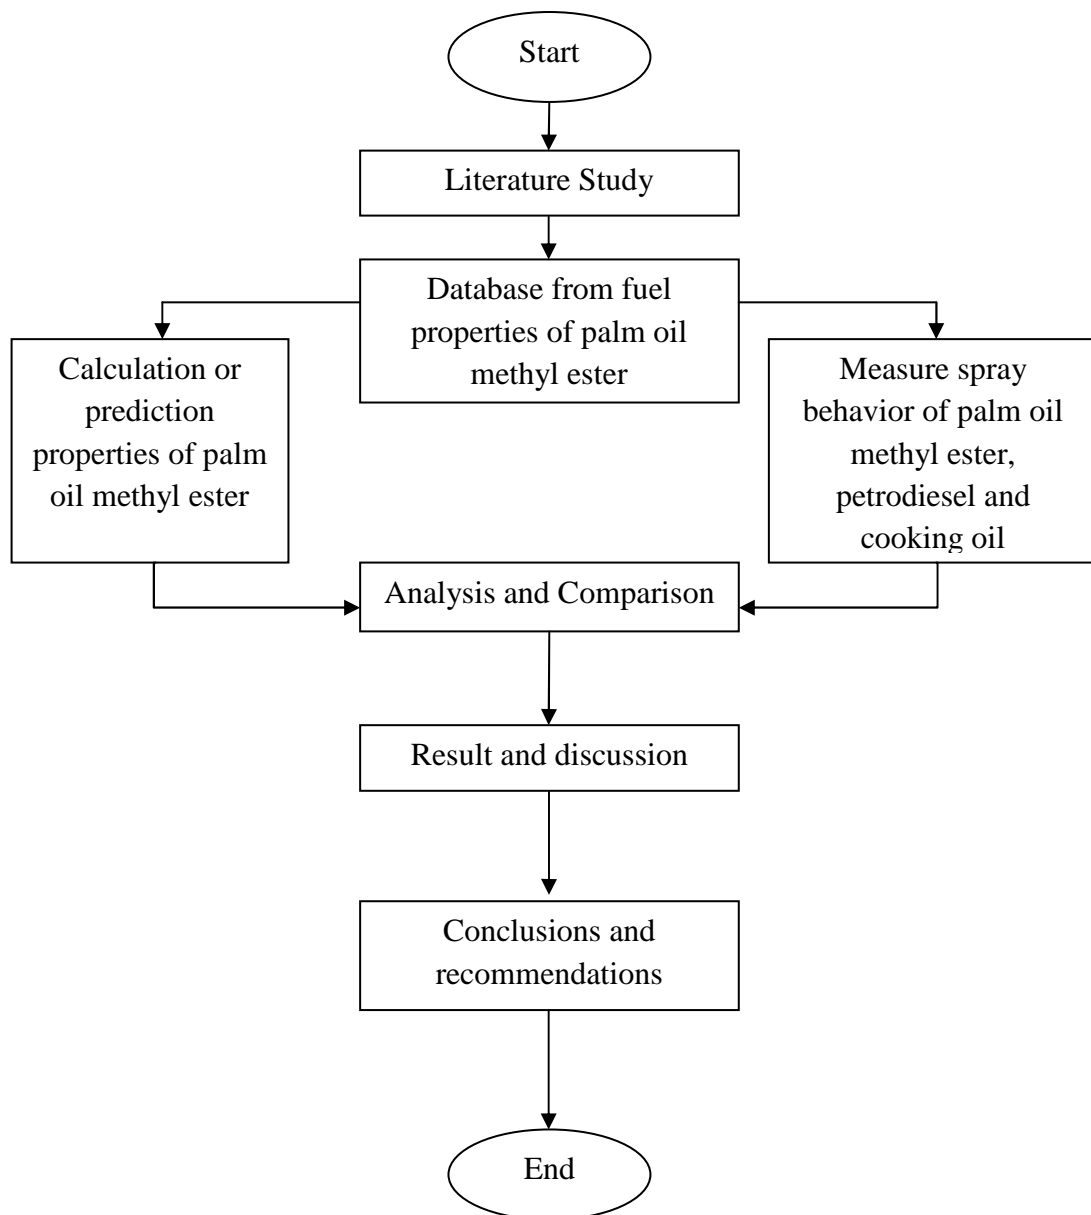 Start
Literature Study
Database from fuel
properties of palm oil
methyl ester
Calculation or
prediction
properties of palm
oil methyl ester
Measure spray
behavior of palm oil
methyl ester,
petrodiesel and
cooking oil
Analysis and Comparison
Result and discussion
Conclusions and
recommendations
End